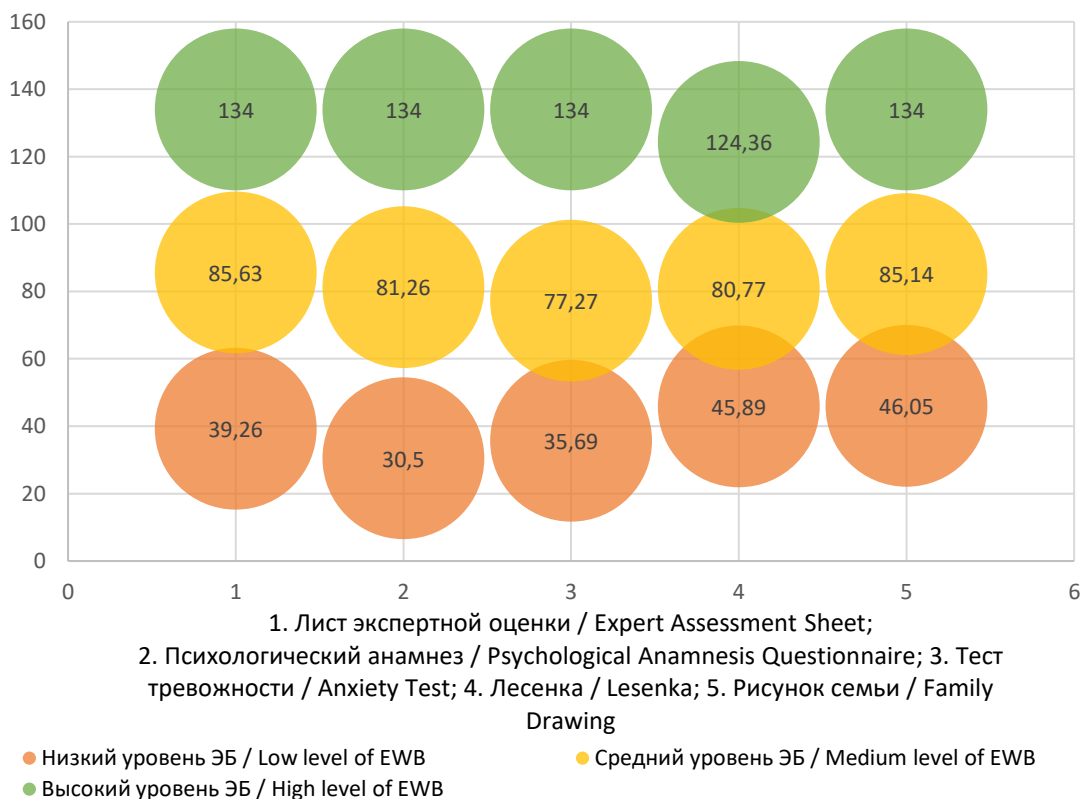 160
140
134 134 134 134
124,36
120
100
85,63 85,14
81,26 80,77
80
77,27
60
45,89 46,05
40
39,26
35,69
30,5
20
0
0 1 2 3 4 5 6
1. Лист экспертной оценки / Expert Assessment Sheet;
2. Психологический анамнез / Psychological Anamnesis Questionnaire; 3. Тест
тревожности / Anxiety Test; 4. Лесенка / Lesenka; 5. Рисунок семьи / Family
Drawing
Низкий уровень ЭБ / Low level of EWB Средний уровень ЭБ / Medium level of EWB
Высокий уровень ЭБ / High level of EWB